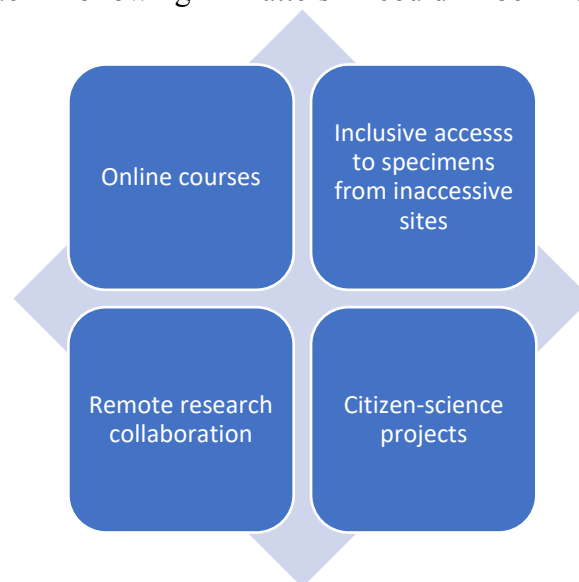 Online courses
Inclusive accesss
to specimens
from inaccessive
sites
Remote research
collaboration
Citizen-science
projects